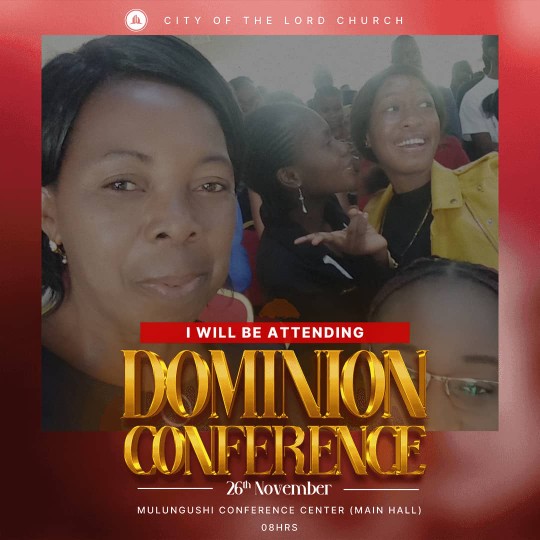 CITY OF THE LORD CHURCH
I WILL BE ATTENDING
DOMINION
CONFERENCE
26th November
MULUNGUSHI CONFERENCE CENTER (MAIN HALL)
08HRS